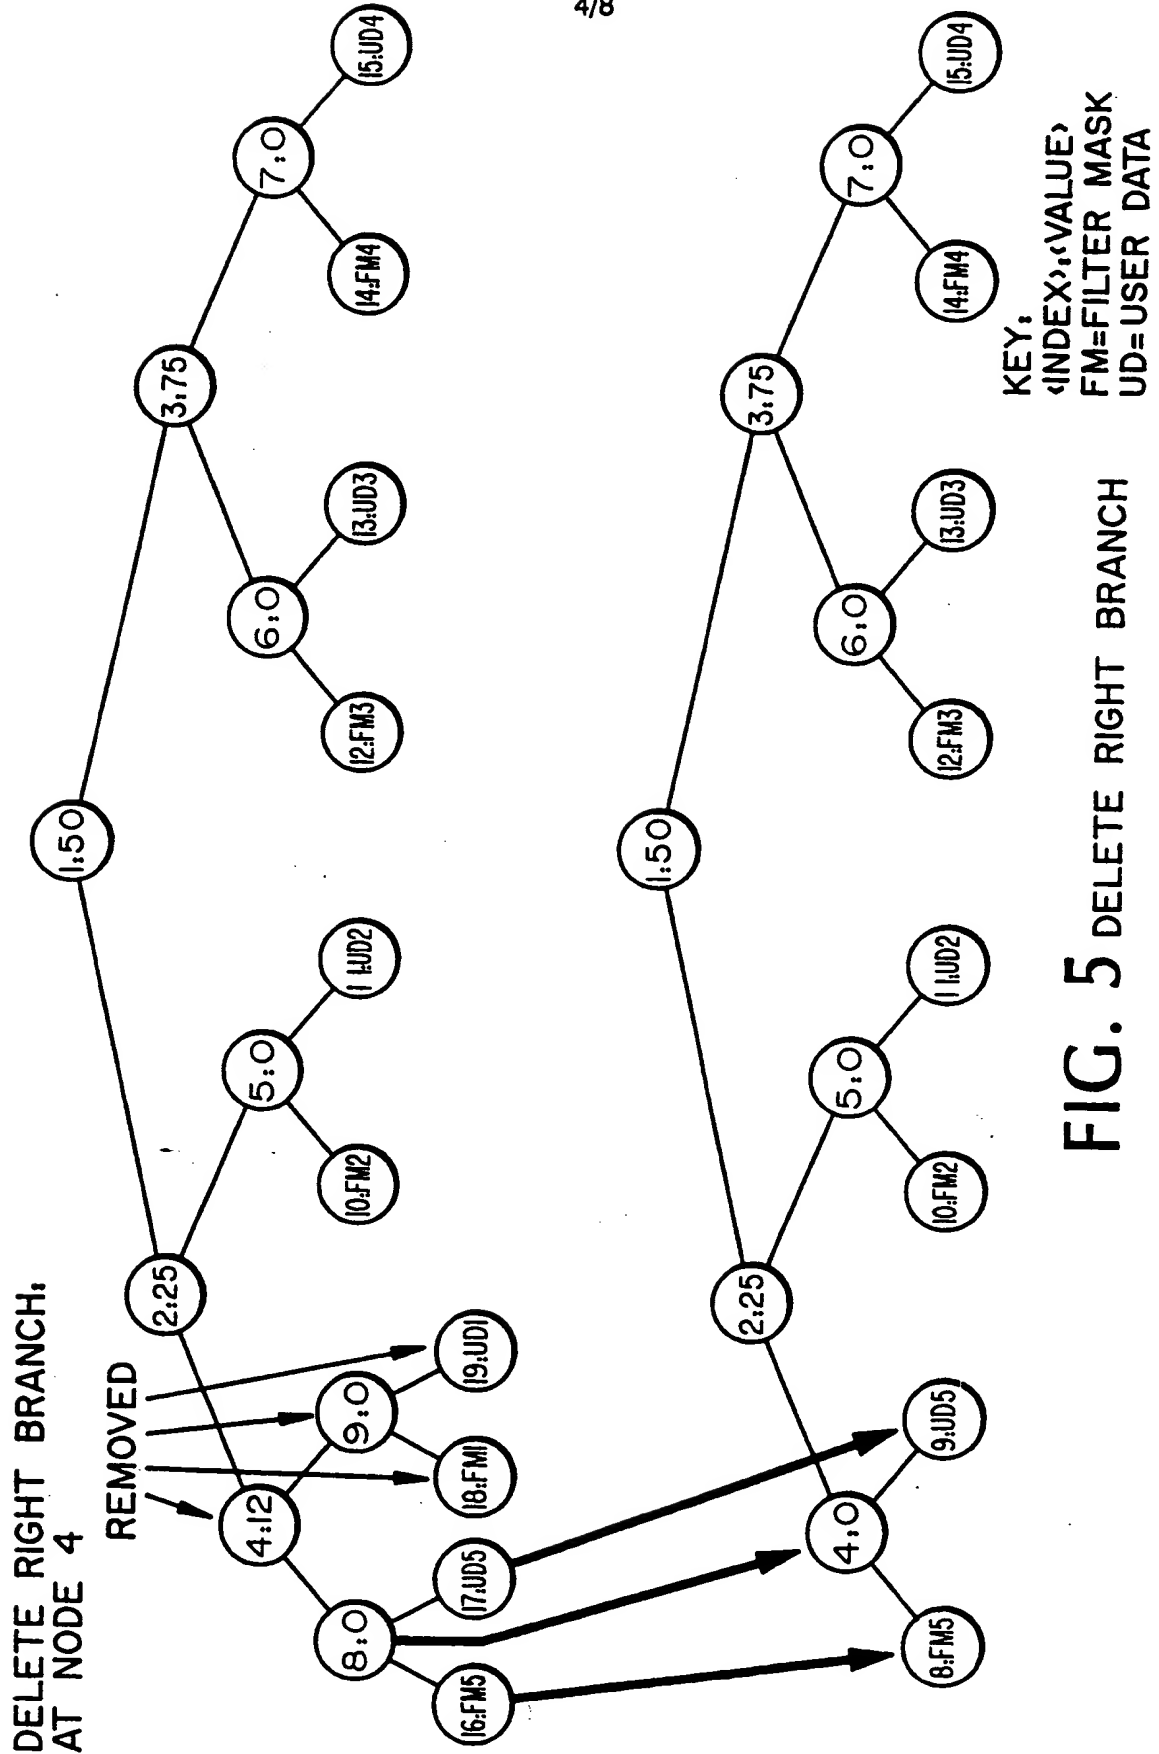 4/8
DELETE RIGHT BRANCH:
AT NODE 4
REMOVED
1:50
2:25
3:75
4:12
5:0
6:0
7:0
8:0
9:0
10:FM2
11:UD2
12:FM3
13:UD3
14:FM4
15:UD4
16:FM5
17:UD5
18:FM1
19:UD1
1:50
2:25
3:75
4:0
5:0
6:0
7:0
8:FM5
9:UD5
10:FM2
11:UD2
12:FM3
13:UD3
14:FM4
15:UD4
KEY:
<INDEX>:<VALUE>
FM=FILTER MASK
UD=USER DATA
FIG. 5 DELETE RIGHT BRANCH